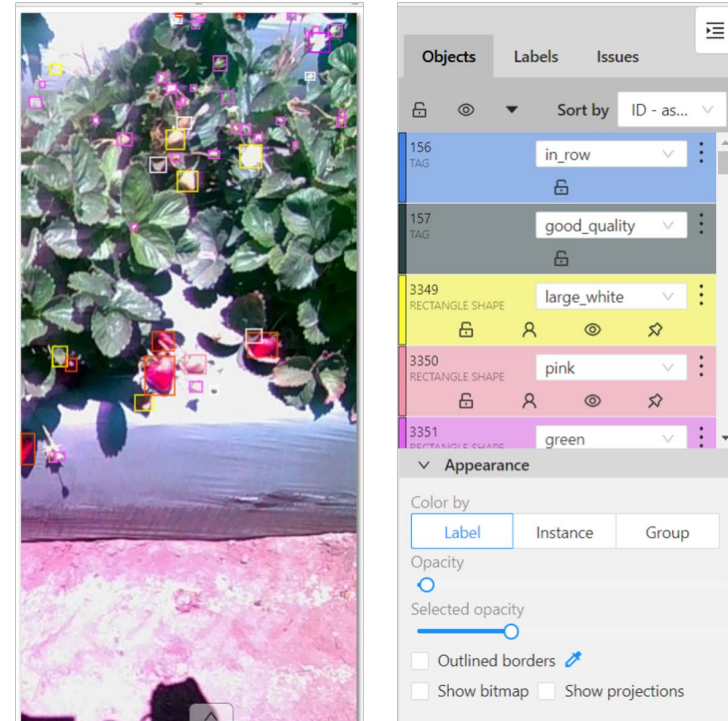 Objects Labels Issues
Sort by ID - as...
156
TAG
in_row
157
TAG
good_quality
3349
RECTANGLE SHAPE
large_white
3350
RECTANGLE SHAPE
pink
3351
RECTANGLE SHAPE
green
Appearance
Color by
Label Instance Group
Opacity
Selected opacity
Outlined borders
Show bitmap Show projections